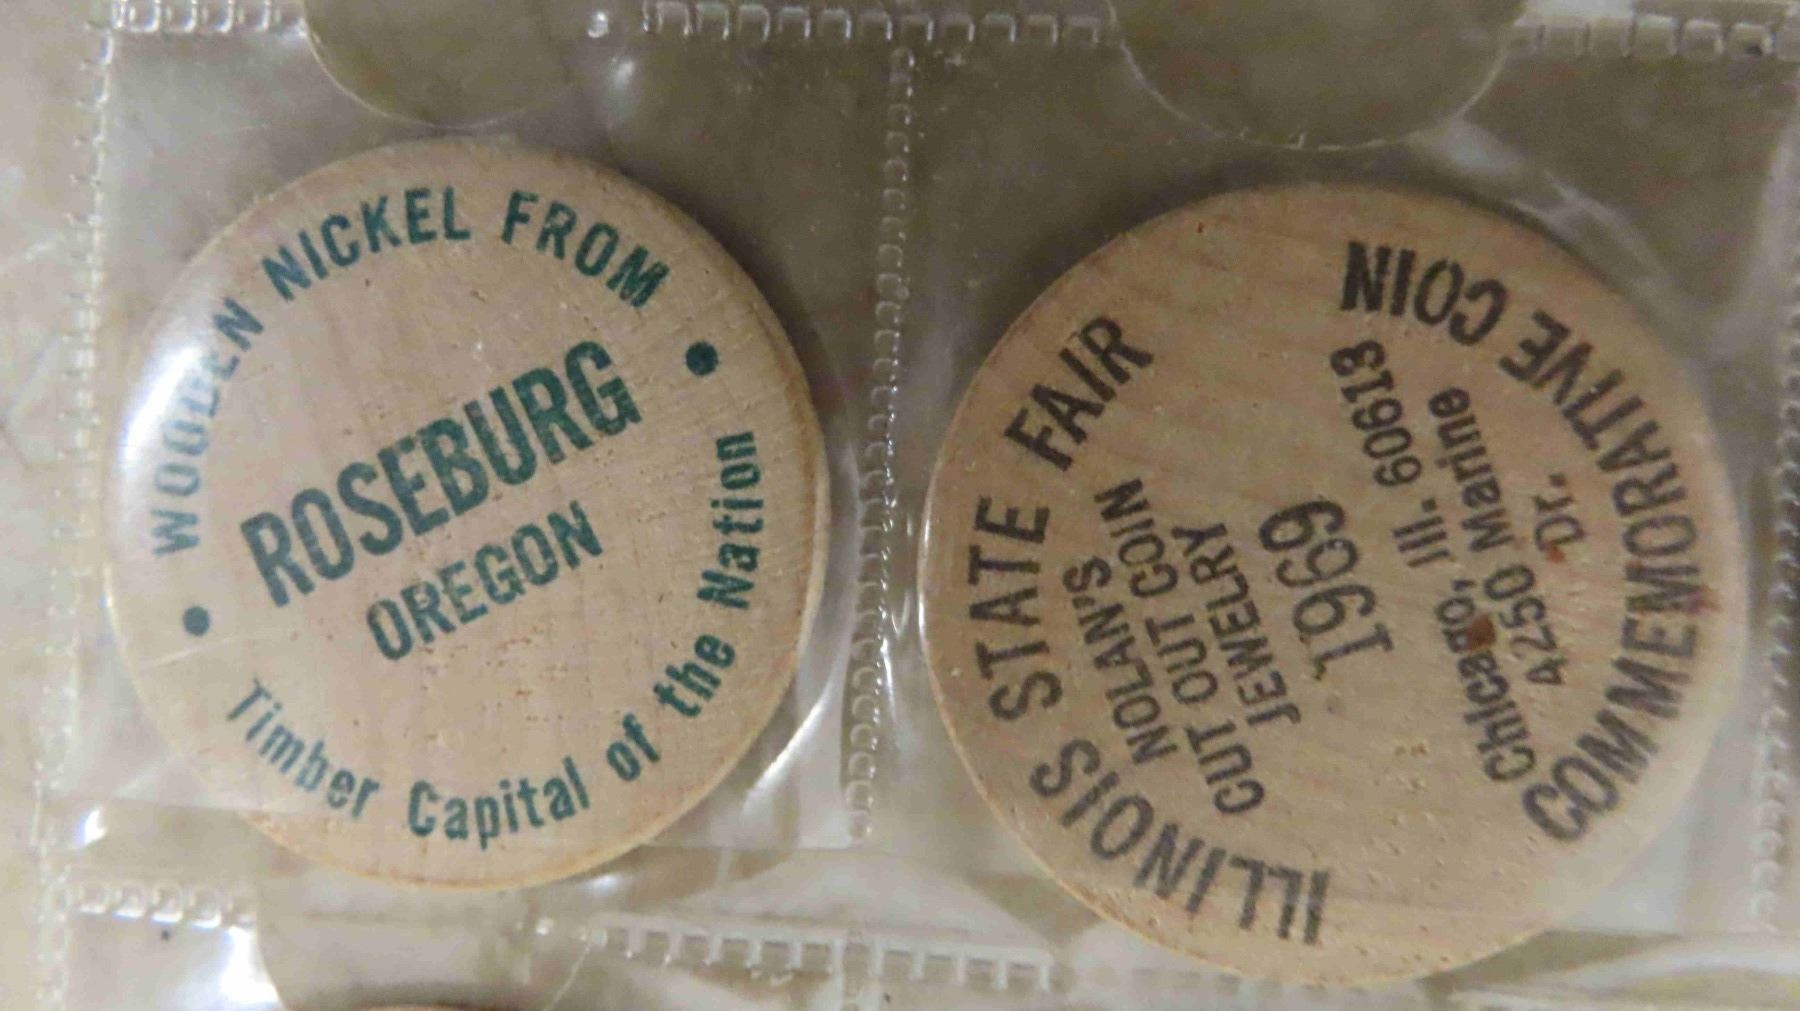 WOODEN NICKEL FROM
ROSEBURG
OREGON
Timber Capital of the Nation
ILLINOIS STATE FAIR
NOLAN'S
CUT OUT COIN
JEWELRY
1969
Chicago, Ill. 60613
4250 Marine
Dr.
COMMEMORATIVE COIN